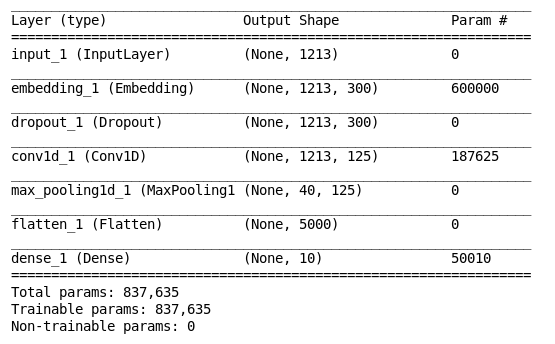 Layer (type) Output Shape Param #
input_1 (InputLayer) (None, 1213) 0
embedding_1 (Embedding) (None, 1213, 300) 600000
dropout_1 (Dropout) (None, 1213, 300) 0
conv1d_1 (Conv1D) (None, 1213, 125) 187625
max_pooling1d_1 (MaxPooling1 (None, 40, 125) 0
flatten_1 (Flatten) (None, 5000) 0
dense_1 (Dense) (None, 10) 50010
Total params: 837,635
Trainable params: 837,635
Non-trainable params: 0